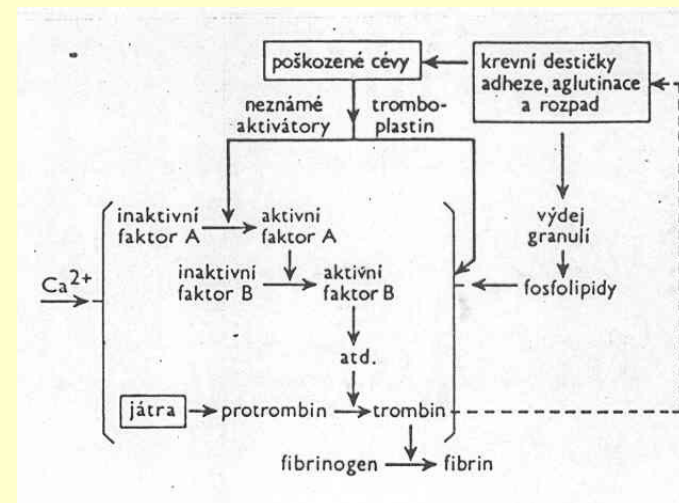 poškozené cévy
krevní destičky
adheze, aglutinace
a rozpad
neznámé
aktivátory
trombo-
plastin
inaktivní
faktor A
aktivní
faktor A
výdej
granulí
inaktivní
faktor B
aktivní
faktor B
Ca2+
fosfolipidy
atd.
játra
protrombin
trombin
fibrinogen
fibrin